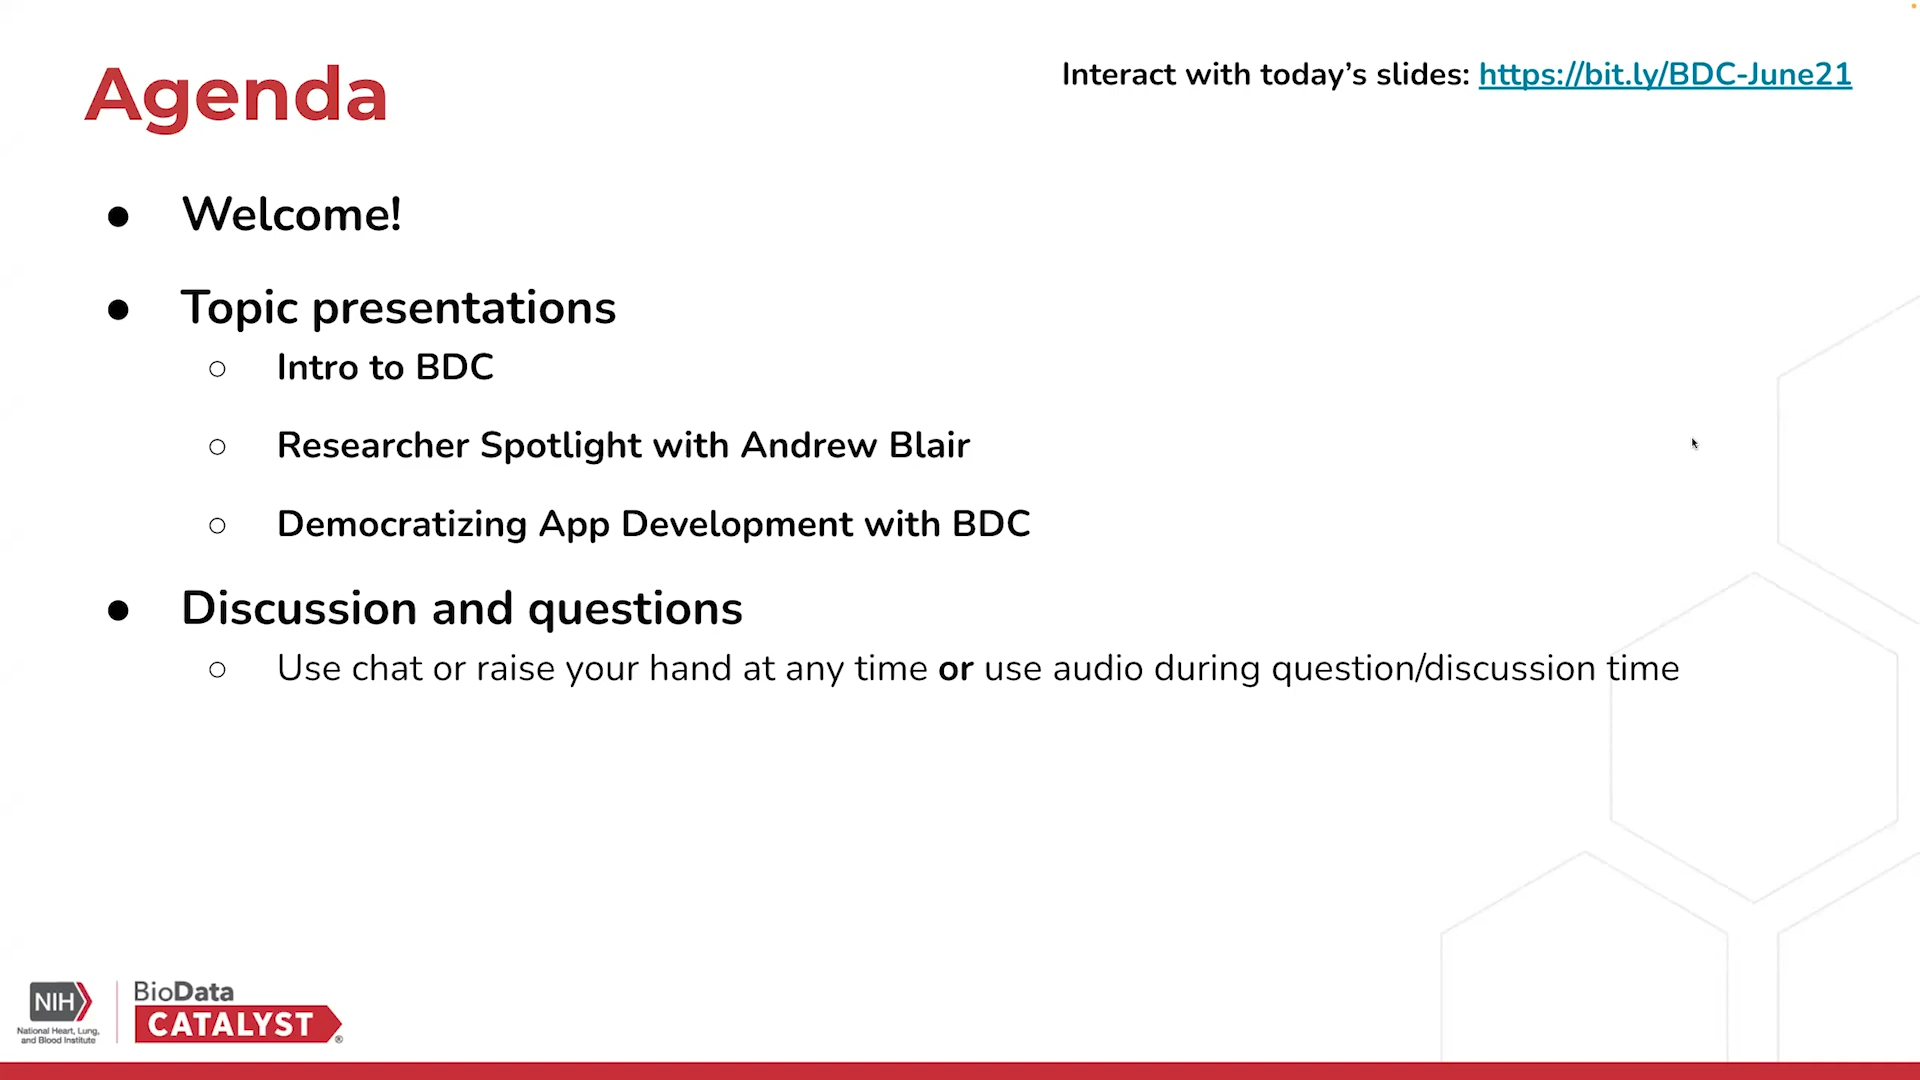 Agenda
Interact with today’s slides: https://bit.ly/BDC-June21
● Welcome!
● Topic presentations
○ Intro to BDC
○ Researcher Spotlight with Andrew Blair
○ Democratizing App Development with BDC
● Discussion and questions
○ Use chat or raise your hand at any time or use audio during question/discussion time
NIH
National Heart, Lung,
and Blood Institute
BioData
CATALYST®